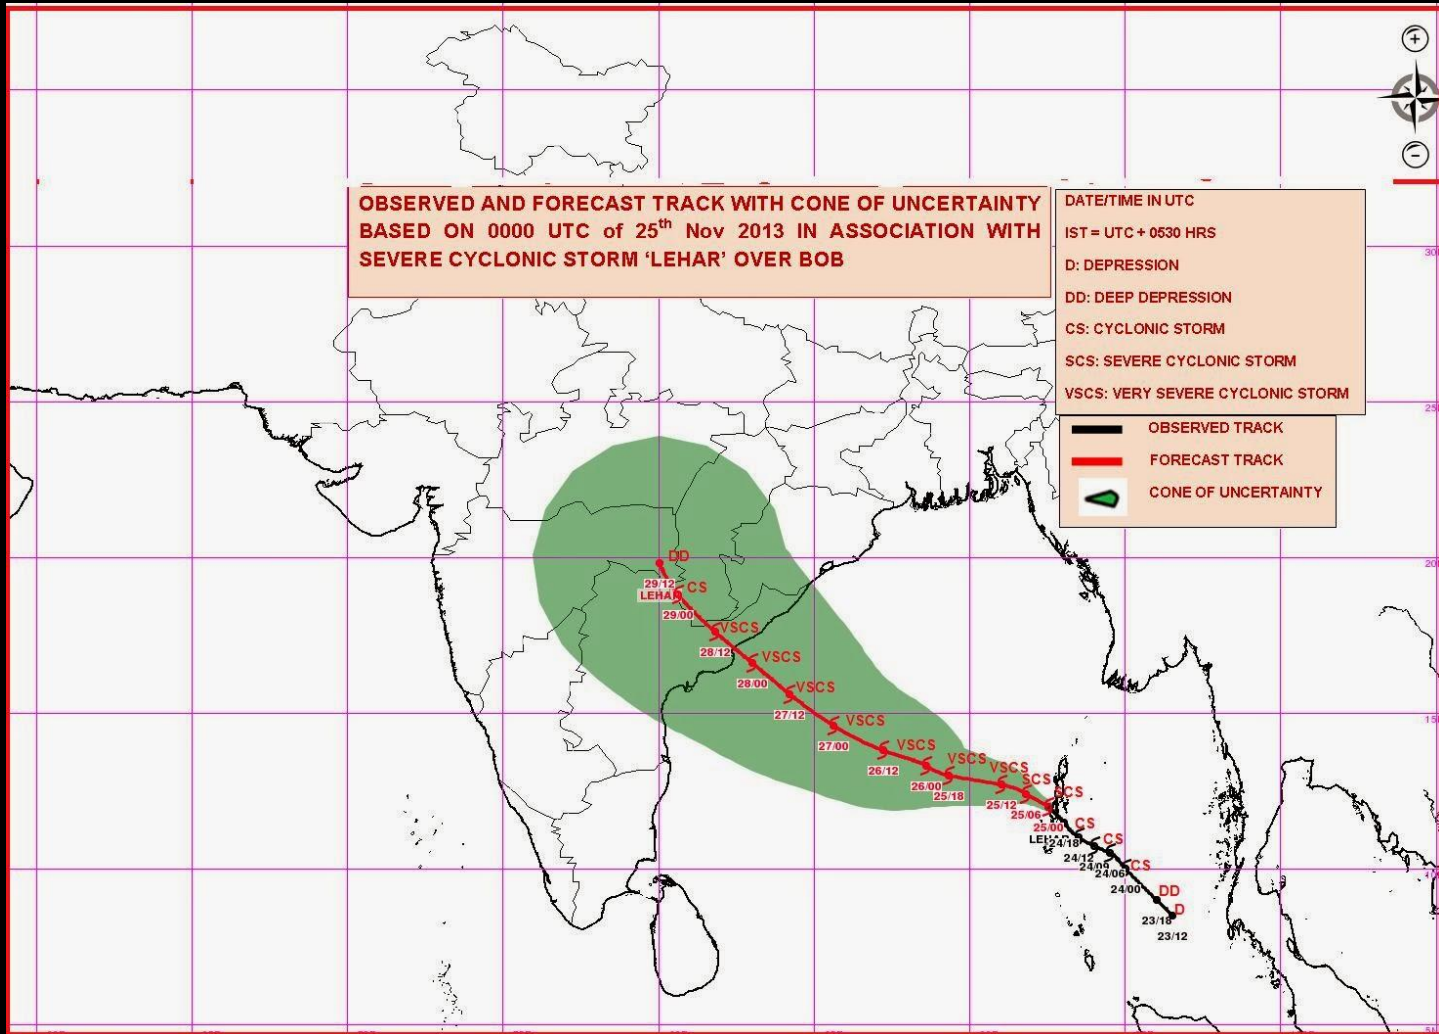 OBSERVED AND FORECAST TRACK WITH CONE OF UNCERTAINTY
BASED ON 0000 UTC of 25th Nov 2013 IN ASSOCIATION WITH
SEVERE CYCLONIC STORM ‘LEHAR’ OVER BOB
DATE/TIME IN UTC
IST = UTC + 0530 HRS
D: DEPRESSION
DD: DEEP DEPRESSION
CS: CYCLONIC STORM
SCS: SEVERE CYCLONIC STORM
VSCS: VERY SEVERE CYCLONIC STORM
OBSERVED TRACK
FORECAST TRACK
CONE OF UNCERTAINTY
DD
29/12
LEHAR
CS
29/00
VSCS
28/12
VSCS
28/00
VSCS
27/12
VSCS
27/00
VSCS
26/12
VSCS
26/00
25/18
VSCS
25/12
SCS
25/06
SCS
25/00
CS
24/18
CS
24/12
24/09
24/06
CS
24/00
DD
23/18
D
23/12